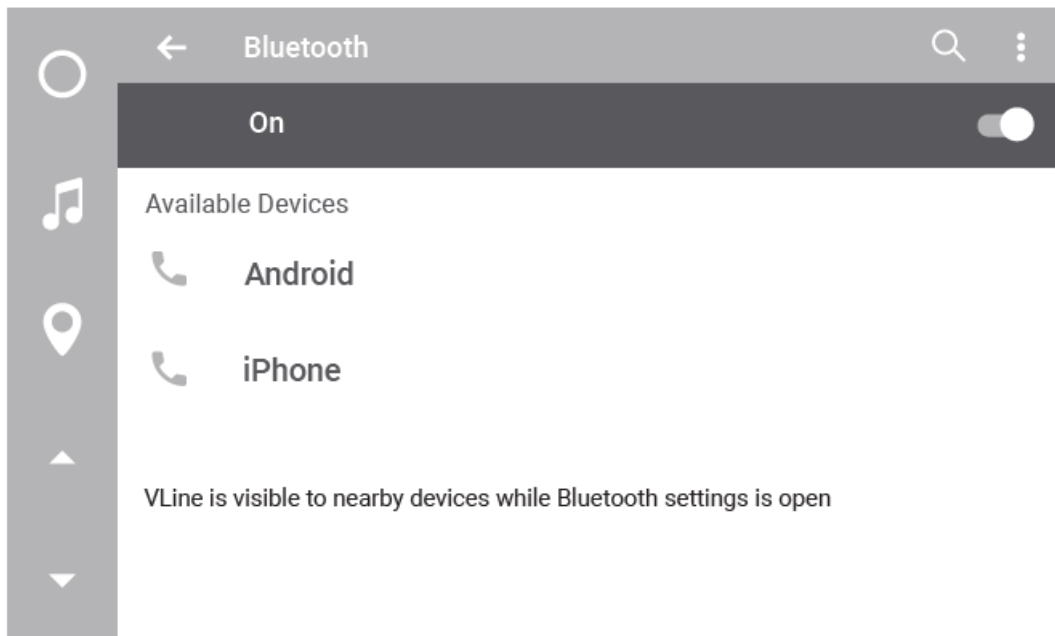 Bluetooth
On
Available Devices
Android
iPhone
VLine is visible to nearby devices while Bluetooth settings is open